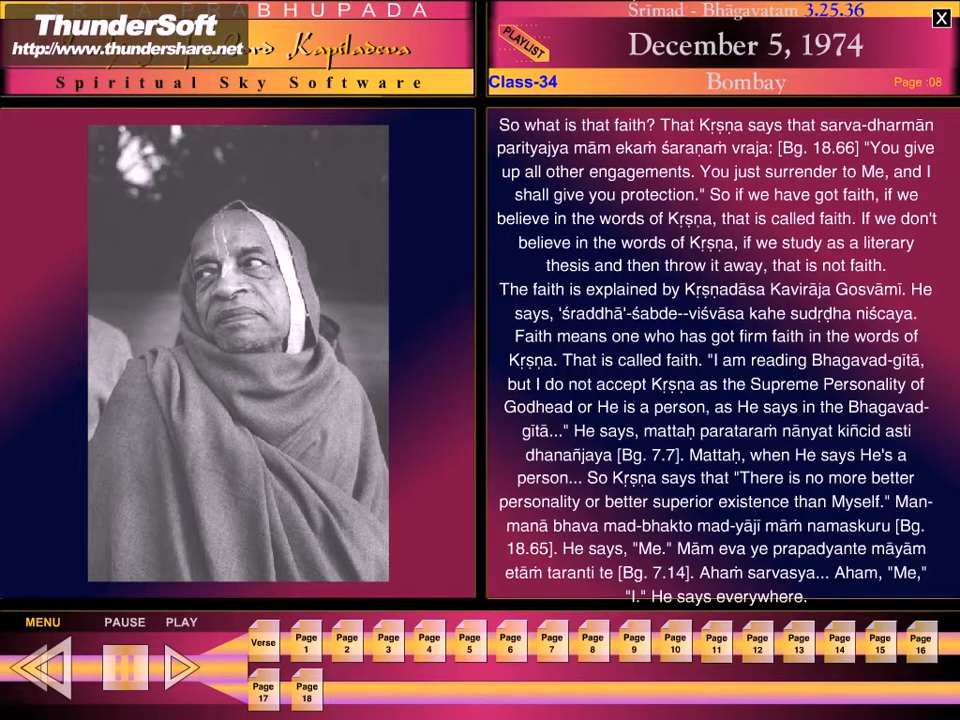 SRILA PRABHUPADA
ThunderSoft
http://www.thundershare.net
Lord Kapiladeva
Spiritual Sky Software
Śrīmad - Bhāgavatam 3.25.36
X
PLAYLIST
December 5, 1974
Class-34
Bombay
Page :08
So what is that faith? That Kṛṣṇa says that sarva-dharmān
parityajya mām ekaṁ śaraṇaṁ vraja: [Bg. 18.66] "You give
up all other engagements. You just surrender to Me, and I
shall give you protection." So if we have got faith, if we
believe in the words of Kṛṣṇa, that is called faith. If we don't
believe in the words of Kṛṣṇa, if we study as a literary
thesis and then throw it away, that is not faith.
The faith is explained by Kṛṣṇadāsa Kavirāja Gosvāmī. He
says, 'śraddhā'-śabde--viśvāsa kahe sudṛḍha niścaya.
Faith means one who has got firm faith in the words of
Kṛṣṇa. That is called faith. "I am reading Bhagavad-gītā,
but I do not accept Kṛṣṇa as the Supreme Personality of
Godhead or He is a person, as He says in the Bhagavad-
gītā..." He says, mattaḥ parataraṁ nānyat kiñcid asti
dhanañjaya [Bg. 7.7]. Mattaḥ, when He says He's a
person... So Kṛṣṇa says that "There is no more better
personality or better superior existence than Myself." Man-
manā bhava mad-bhakto mad-yājī māṁ namaskuru [Bg.
18.65]. He says, "Me." Mām eva ye prapadyante māyām
etāṁ taranti te [Bg. 7.14]. Ahaṁ sarvasya... Aham, "Me,"
"I." He says everywhere.
MENU PAUSE PLAY
Verse
Page 1
Page 2
Page 3
Page 4
Page 5
Page 6
Page 7
Page 8
Page 9
Page 10
Page 11
Page 12
Page 13
Page 14
Page 15
Page 16
Page 17
Page 18